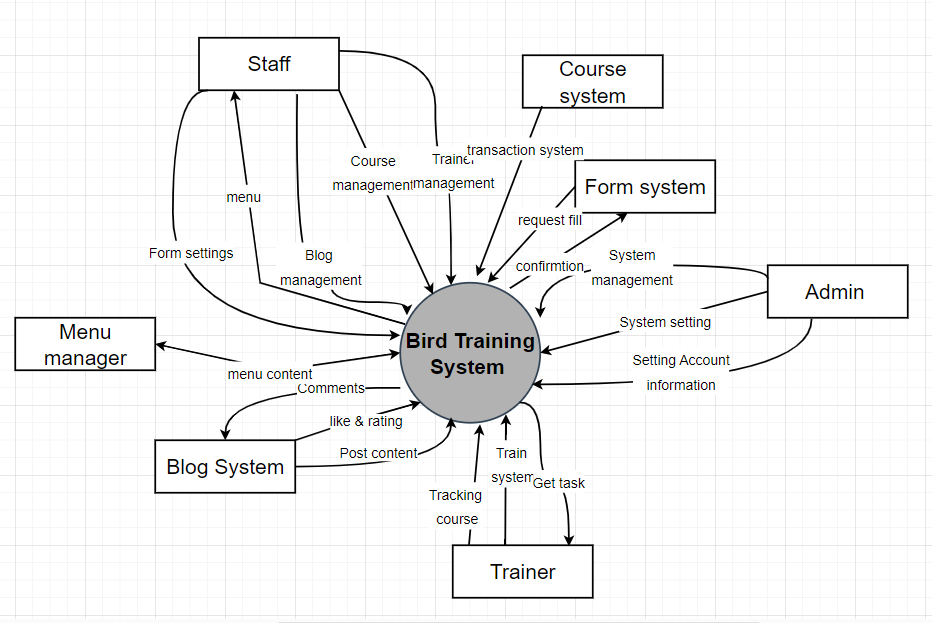 Staff
Course
system
Course
management
Trainer
management
transaction system
Form system
menu
request fill
Form settings
Blog
management
confirmtion
System
management
Admin
Menu
manager
Bird Training
System
System setting
Setting Account
information
menu content
Comments
like & rating
Post content
Blog System
Train
system
Get task
Tracking
course
Trainer